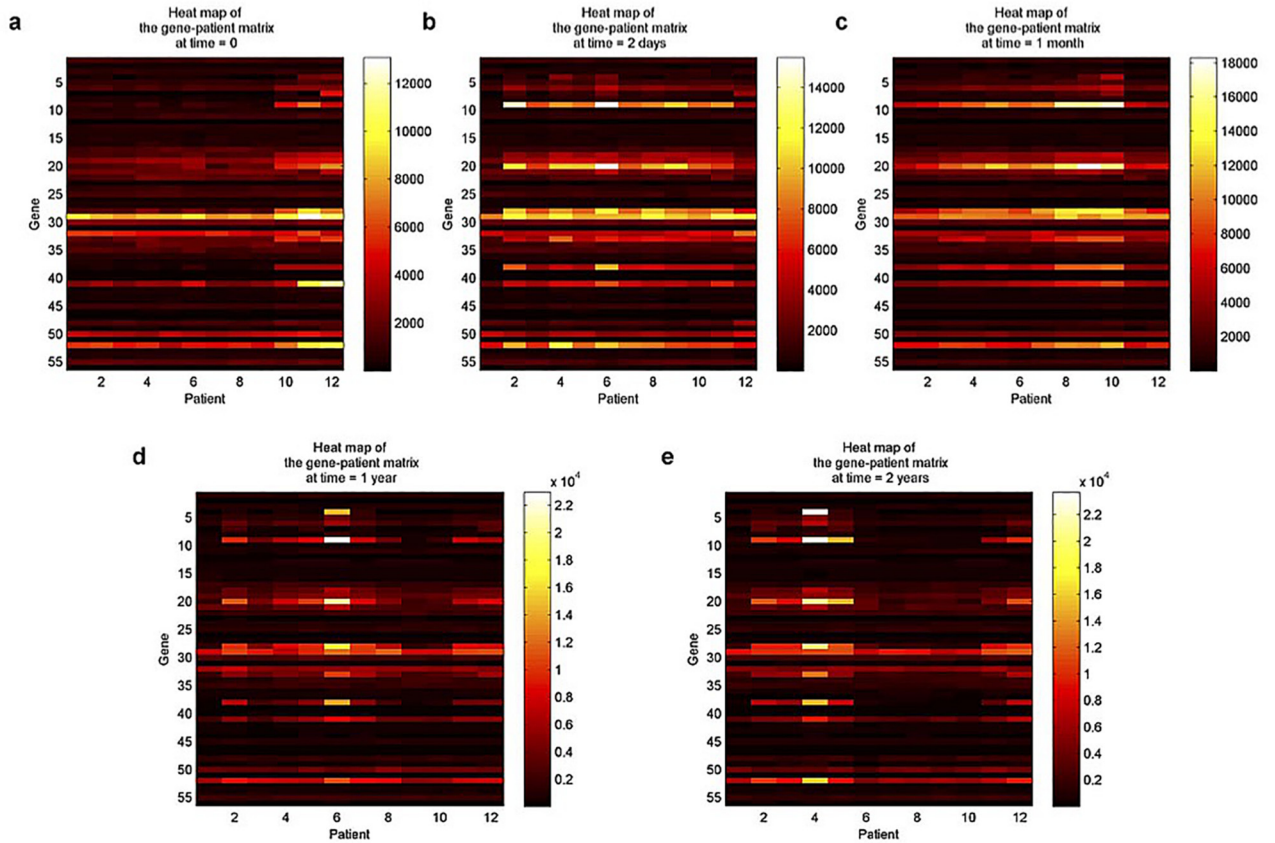 a
Heat map of
the gene-patient matrix
at time = 0
5
10
15
20
25
30
35
40
45
50
55
Gene
2 4 6 8 10 12
Patient
12000
10000
8000
6000
4000
2000
b
Heat map of
the gene-patient matrix
at time = 2 days
5
10
15
20
25
30
35
40
45
50
55
Gene
2 4 6 8 10 12
Patient
14000
12000
10000
8000
6000
4000
2000
c
Heat map of
the gene-patient matrix
at time = 1 month
5
10
15
20
25
30
35
40
45
50
55
Gene
2 4 6 8 10 12
Patient
18000
16000
14000
12000
10000
8000
6000
4000
2000
d
Heat map of
the gene-patient matrix
at time = 1 year
5
10
15
20
25
30
35
40
45
50
55
Gene
2 4 6 8 10 12
Patient
x 10⁴
2.2
2
1.8
1.6
1.4
1.2
1
0.8
0.6
0.4
0.2
e
Heat map of
the gene-patient matrix
at time = 2 years
5
10
15
20
25
30
35
40
45
50
55
Gene
2 4 6 8 10 12
Patient
x 10⁴
2.2
2
1.8
1.6
1.4
1.2
1
0.8
0.6
0.4
0.2